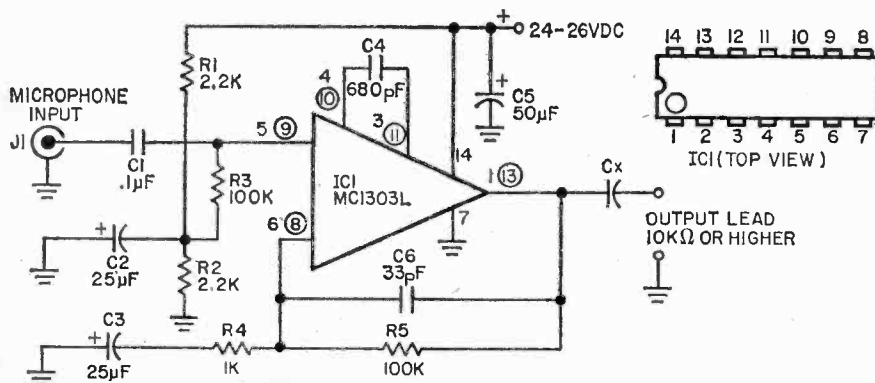 +
24-26VDC
14 13 12 11 10 9 8
R1
2.2K
C4
680pF
4
⑩
3 ⑪
+
C5
50µF
MICROPHONE
INPUT
J1
C1
.1µF
5 ⑨
R3
100K
IC1
MC1303L
14
1 ⑬
7
Cx
1 2 3 4 5 6 7
IC1 (TOP VIEW)
OUTPUT LEAD
10KΩ OR HIGHER
6 ⑧
+
C2
25µF
R2
2.2K
C6
33pF
+
C3
25µF
R4
1K
R5
100K